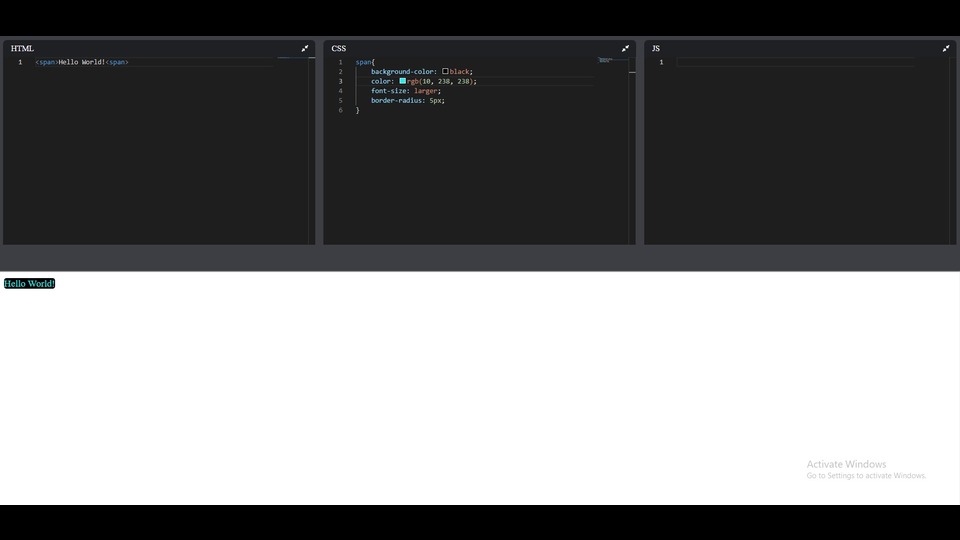 HTML
1 <span>Hello World!<span>
CSS
1 span{
2 background-color: black;
3 color: rgb(10, 238, 238);
4 font-size: larger;
5 border-radius: 5px;
6 }
JS
1
Hello World!
Activate Windows
Go to Settings to activate Windows.